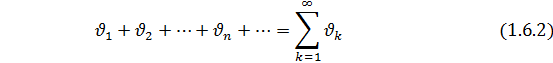 𝜗₁ + 𝜗₂ + ⋯ + 𝜗ₙ + ⋯ = ∑_{k=1}^{∞} 𝜗ₖ (1.6.2)